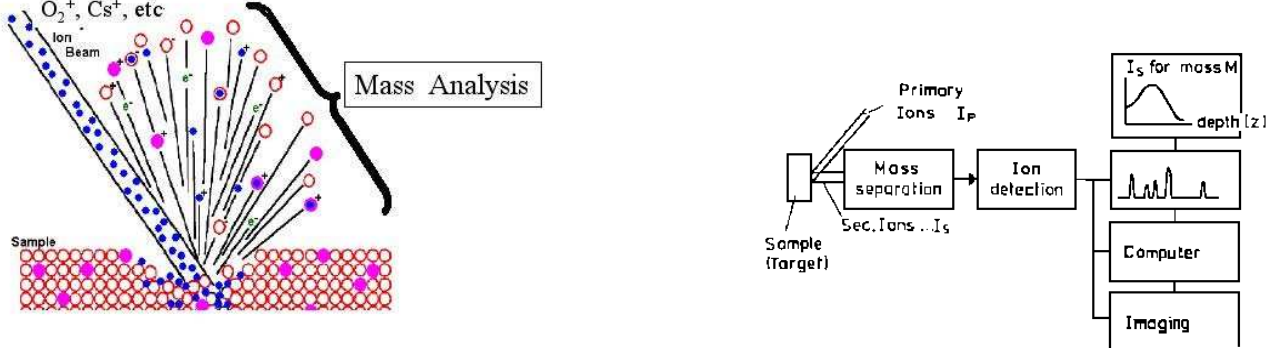 O₂⁺, Cs⁺, etc
Ion
Beam
Mass Analysis
e⁻
e⁻
e⁻
e⁻
Sample
Primary
Ions Iₚ
Mass
separation
Ion
detection
Sec. Ions ... Iₛ
Sample
(Target)
Iₛ for mass M
depth (z)
Computer
Imaging